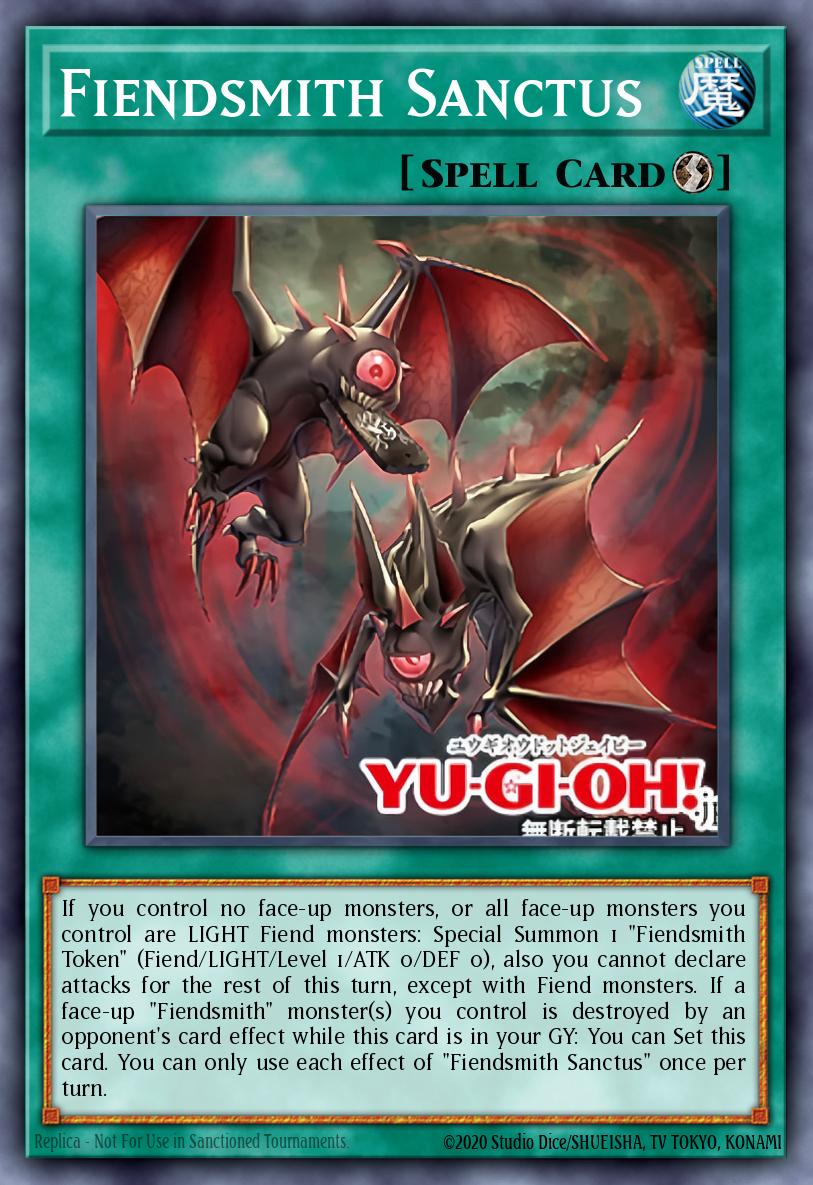 FIENDSMITH SANCTUS
SPELL
魔
[SPELL CARD]
ユウギオウドットジェイピー
YU-GI-OH!.jp
無断転載禁止
If you control no face-up monsters, or all face-up monsters you
control are LIGHT Fiend monsters: Special Summon 1 "Fiendsmith
Token" (Fiend/LIGHT/Level 1/ATK 0/DEF 0), also you cannot declare
attacks for the rest of this turn, except with Fiend monsters. If a
face-up "Fiendsmith" monster(s) you control is destroyed by an
opponent's card effect while this card is in your GY: You can Set this
card. You can only use each effect of "Fiendsmith Sanctus" once per
turn.
Replica - Not For Use in Sanctioned Tournaments.
©2020 Studio Dice/SHUEISHA, TV TOKYO, KONAMI